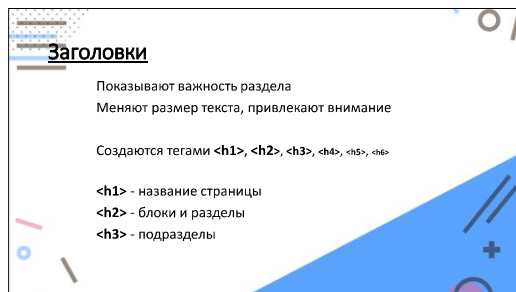 Заголовки
Показывают важность раздела
Меняют размер текста, привлекают внимание
Создаются тегами <h1>, <h2>, <h3>, <h4>, <h5>, <h6>
<h1> - название страницы
<h2> - блоки и разделы
<h3> - подразделы